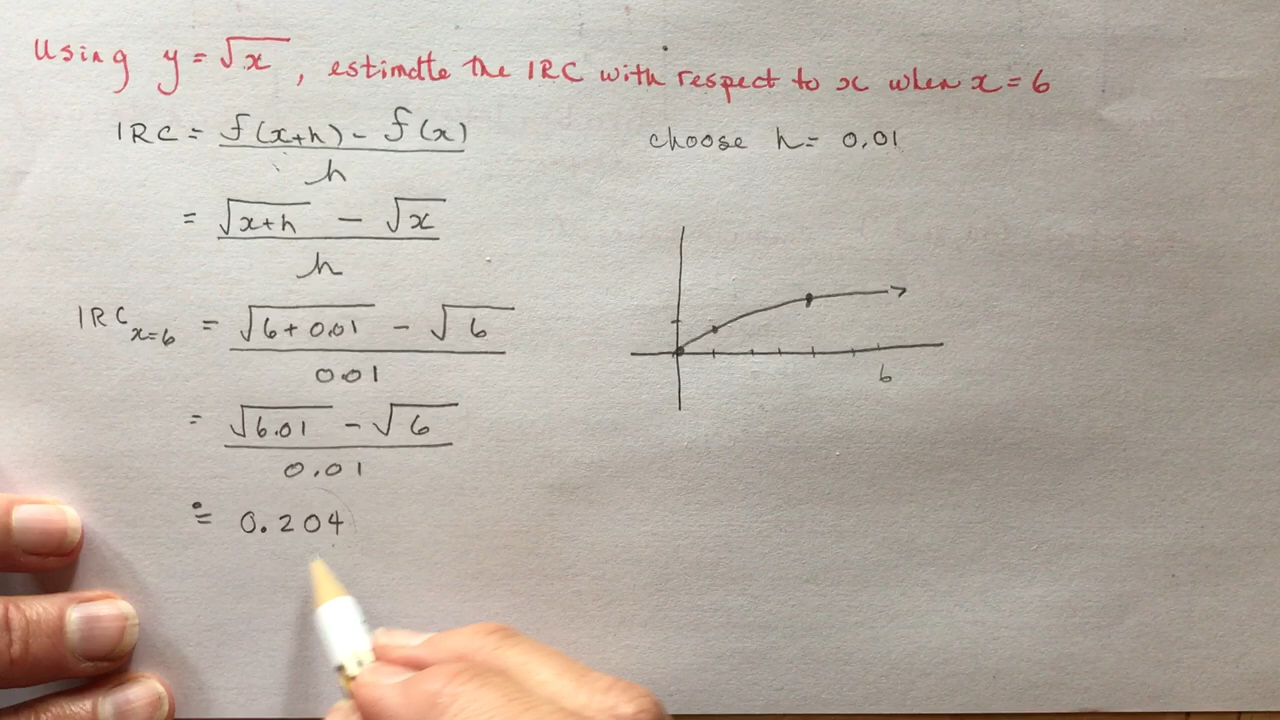 Using y = √x , estimate the IRC with respect to x when x = 6
IRC = f(x+h) - f(x)
h
choose h = 0.01
= √x+h - √x
h
IRC x=6 = √6+0.01 - √6
0.01
6
= √6.01 - √6
0.01
≐ 0.204